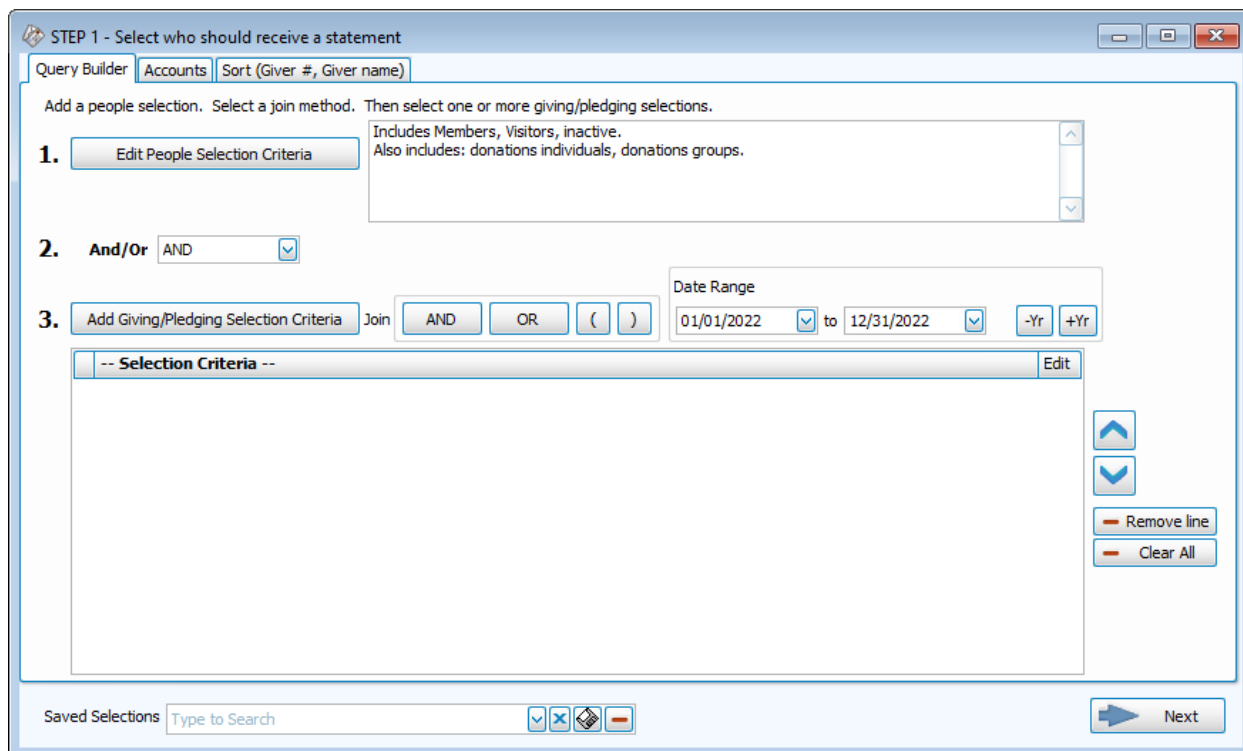 STEP 1 - Select who should receive a statement
Query Builder Accounts Sort (Giver #, Giver name)
Add a people selection. Select a join method. Then select one or more giving/pledging selections.
1. Edit People Selection Criteria
Includes Members, Visitors, inactive.
Also includes: donations individuals, donations groups.
2. And/Or AND
Date Range
3. Add Giving/Pledging Selection Criteria Join AND OR ( ) 01/01/2022 to 12/31/2022 -Yr +Yr
-- Selection Criteria -- Edit
Remove line
Clear All
Saved Selections Type to Search Next